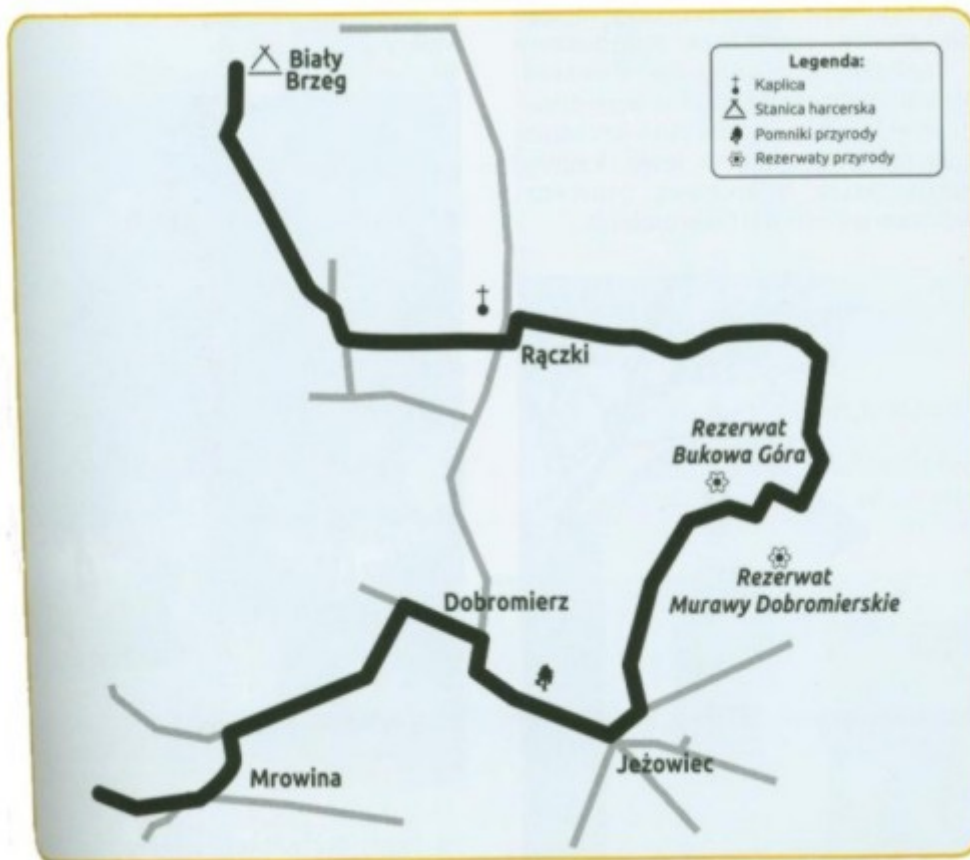 Biały
Brzeg
Legenda:
Kaplica
Stanica harcerska
Pomniki przyrody
Rezerwaty przyrody
Rączki
Rezerwat
Bukowa Góra
Rezerwat
Murawy Dobromierskie
Dobromierz
Jeżowiec
Mrowina